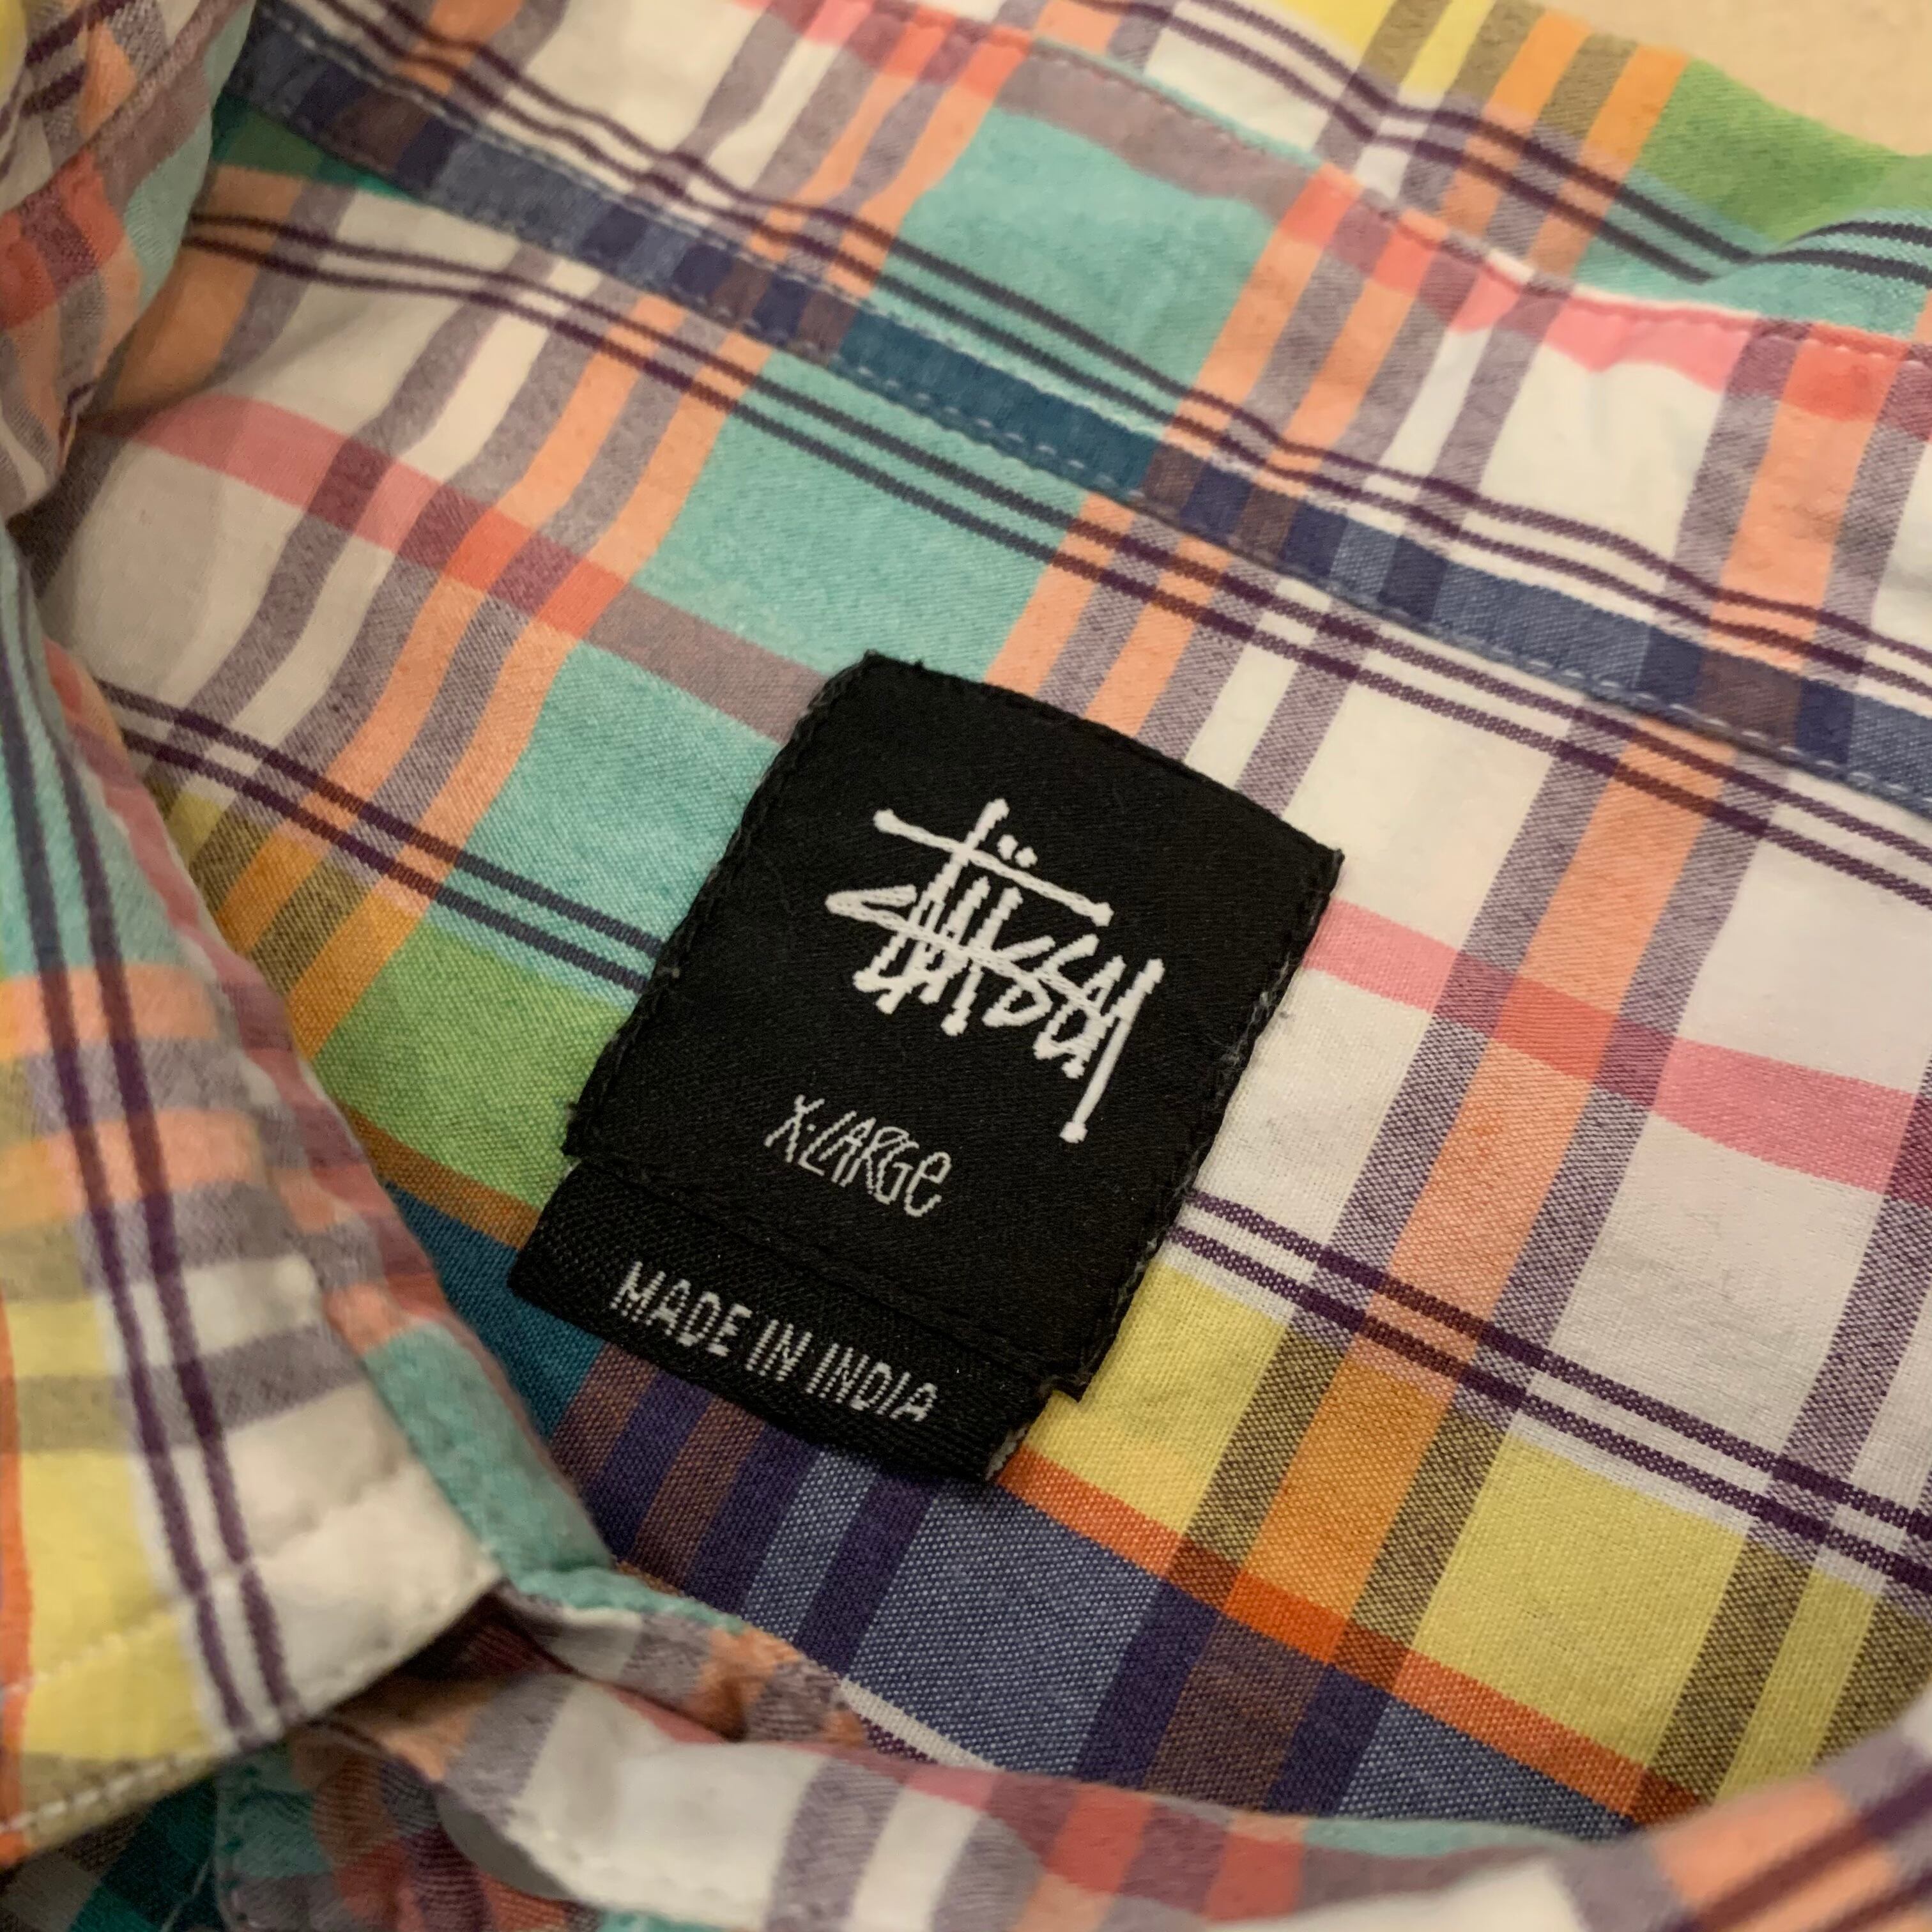 Stüssy
X-LARGe
MADE IN INDIA